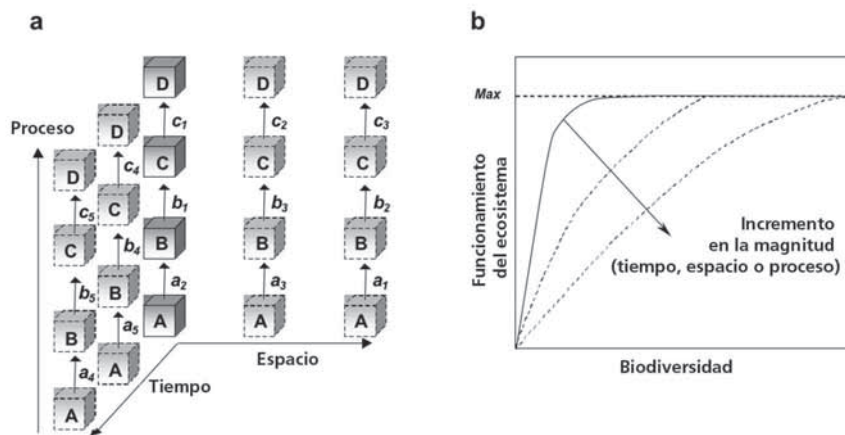 a
Proceso
D
c5
C
b5
B
a4
A
D
c4
C
b4
B
a5
A
D
c1
C
b1
B
a2
A
D
c2
C
b3
B
a3
A
D
c3
C
b2
B
a1
A
Espacio
Tiempo
b
Max
Funcionamiento
del ecosistema
Incremento
en la magnitud
(tiempo, espacio o proceso)
Biodiversidad